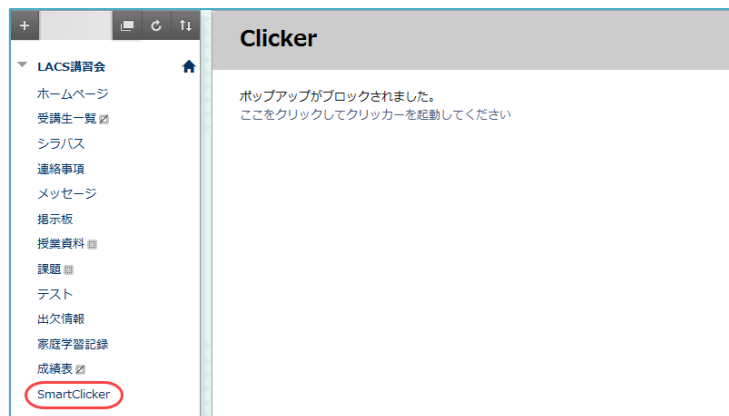 LACS講習会
ホームページ
受講生一覧
シラバス
連絡事項
メッセージ
掲示板
授業資料
課題
テスト
出欠情報
家庭学習記録
成績表
SmartClicker
Clicker
ポップアップがブロックされました。
ここをクリックしてクリッカーを起動してください